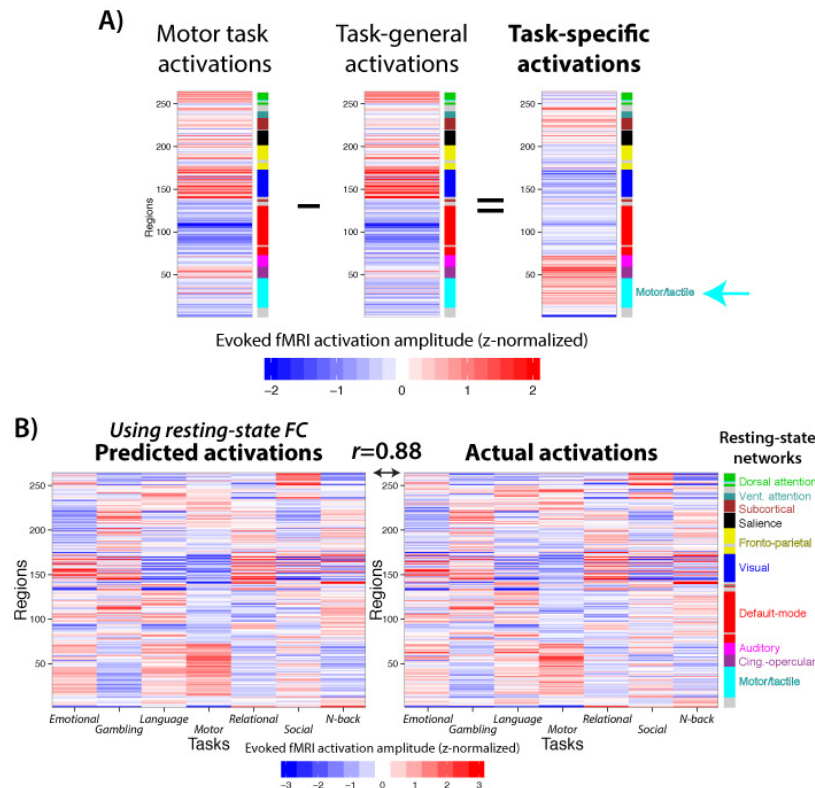 A)
Motor task
activations
Task-general
activations
Task-specific
activations
Regions
250
200
150
100
50
250
200
150
100
50
250
200
150
100
50
Motor/tactile
Evoked fMRI activation amplitude (z-normalized)
−2 −1 0 1 2
B)
Using resting-state FC
Predicted activations
r=0.88
Actual activations
Resting-state
networks
Regions
250
200
150
100
50
Regions
250
200
150
100
50
Dorsal attention
Vent. attention
Subcortical
Salience
Fronto-parietal
Visual
Default-mode
Auditory
Cing.-opercular
Motor/tactile
Emotional Gambling Language Motor Relational Social N-back
Tasks
Emotional Gambling Language Motor Relational Social N-back
Tasks
Evoked fMRI activation amplitude (z-normalized)
−3 −2 −1 0 1 2 3